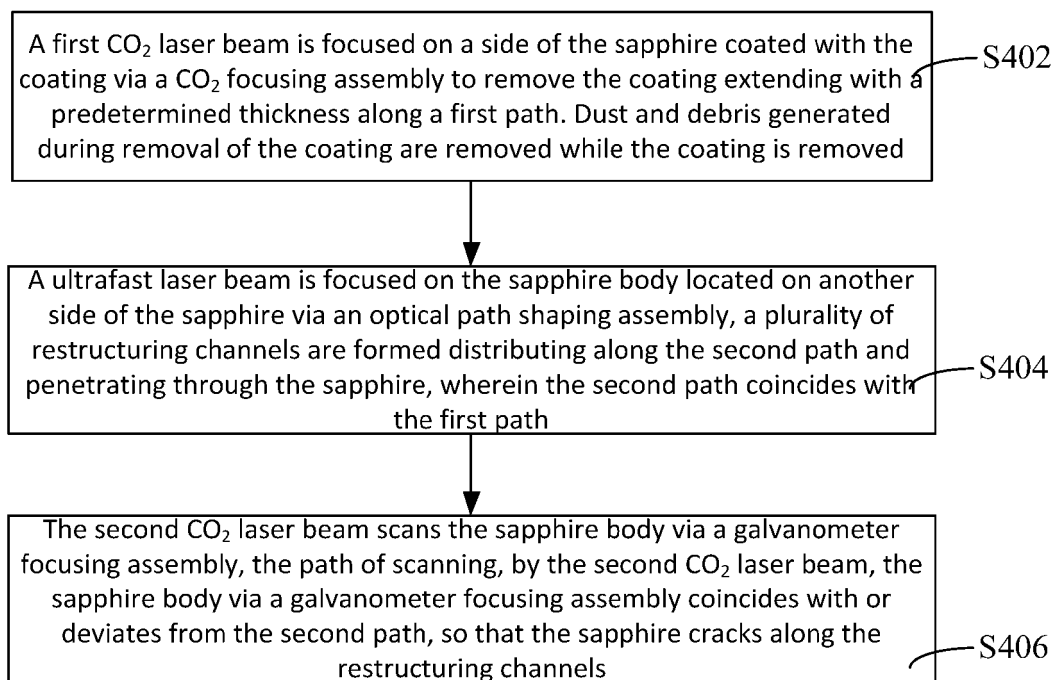 A first CO₂ laser beam is focused on a side of the sapphire coated with the
coating via a CO₂ focusing assembly to remove the coating extending with a
predetermined thickness along a first path. Dust and debris generated
during removal of the coating are removed while the coating is removed
S402
A ultrafast laser beam is focused on the sapphire body located on another
side of the sapphire via an optical path shaping assembly, a plurality of
restructuring channels are formed distributing along the second path and
penetrating through the sapphire, wherein the second path coincides with
the first path
S404
The second CO₂ laser beam scans the sapphire body via a galvanometer
focusing assembly, the path of scanning, by the second CO₂ laser beam, the
sapphire body via a galvanometer focusing assembly coincides with or
deviates from the second path, so that the sapphire cracks along the
restructuring channels
S406